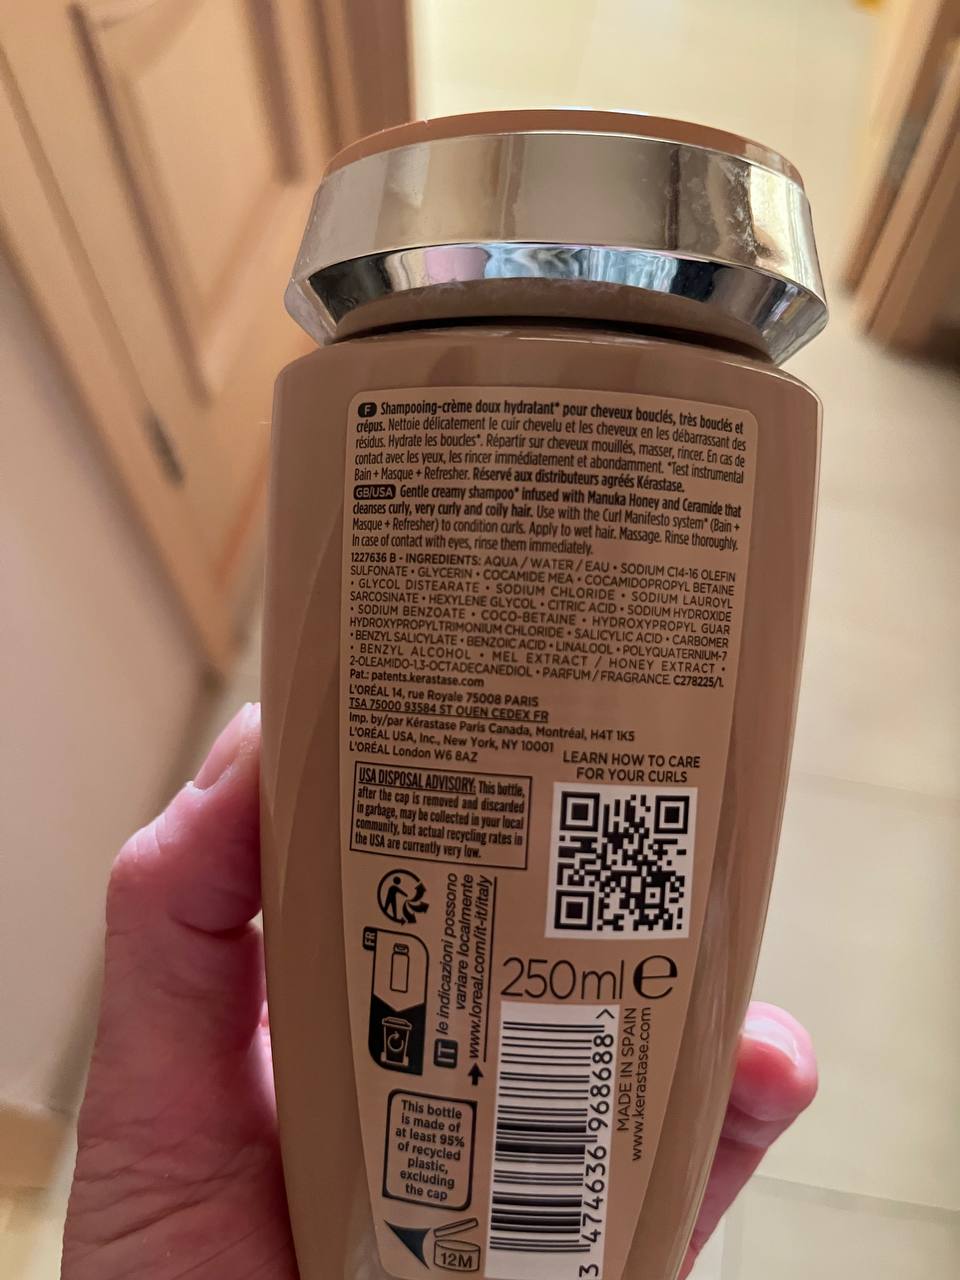 F Shampooing-crème doux hydratant* pour cheveux bouclés, très bouclés et
crépus. Nettoie délicatement le cuir chevelu et les cheveux en les débarrassant des
résidus. Hydrate les boucles*. Répartir sur cheveux mouillés, masser, rincer. En cas de
contact avec les yeux, les rincer immédiatement et abondamment. *Test instrumental
Bain + Masque + Refresher. Réservé aux distributeurs agréés Kérastase.
GB/USA Gentle creamy shampoo* infused with Manuka Honey and Ceramide that
cleanses curly, very curly and coily hair. Use with the Curl Manifesto system* (Bain +
Masque + Refresher) to condition curls. Apply to wet hair. Massage. Rinse thoroughly.
In case of contact with eyes, rinse them immediately.
1227636 B - INGREDIENTS: AQUA / WATER / EAU • SODIUM C14-16 OLEFIN
SULFONATE • GLYCERIN • COCAMIDE MEA • COCAMIDOPROPYL BETAINE
• GLYCOL DISTEARATE • SODIUM CHLORIDE • SODIUM LAUROYL
SARCOSINATE • HEXYLENE GLYCOL • CITRIC ACID • SODIUM HYDROXIDE
• SODIUM BENZOATE • COCO-BETAINE • HYDROXYPROPYL GUAR
HYDROXYPROPYLTRIMONIUM CHLORIDE • SALICYLIC ACID • CARBOMER
• BENZYL SALICYLATE • BENZOIC ACID • LINALOOL • POLYQUATERNIUM-7
• BENZYL ALCOHOL • MEL EXTRACT / HONEY EXTRACT •
2-OLEAMIDO-1,3-OCTADECANEDIOL • PARFUM / FRAGRANCE. C278225/1.
Pat.: patents.kerastase.com
L'ORÉAL 14, rue Royale 75008 PARIS
TSA 75000 93584 ST OUEN CEDEX FR
Imp. by/par Kérastase Paris Canada, Montréal, H4T 1K5
L'ORÉAL USA, Inc., New York, NY 10001
L'ORÉAL London W6 8AZ
LEARN HOW TO CARE
FOR YOUR CURLS
USA DISPOSAL ADVISORY: This bottle,
after the cap is removed and discarded
in garbage, may be collected in your local
community, but actual recycling rates in
the USA are currently very low.
FR
IT le indicazioni possono
variare localmente
www.loreal.com/it-it/italy
250ml e
MADE IN SPAIN
www.kerastase.com
3 474636 968688 >
This bottle
is made of
at least 95%
of recycled
plastic,
excluding
the cap
12M